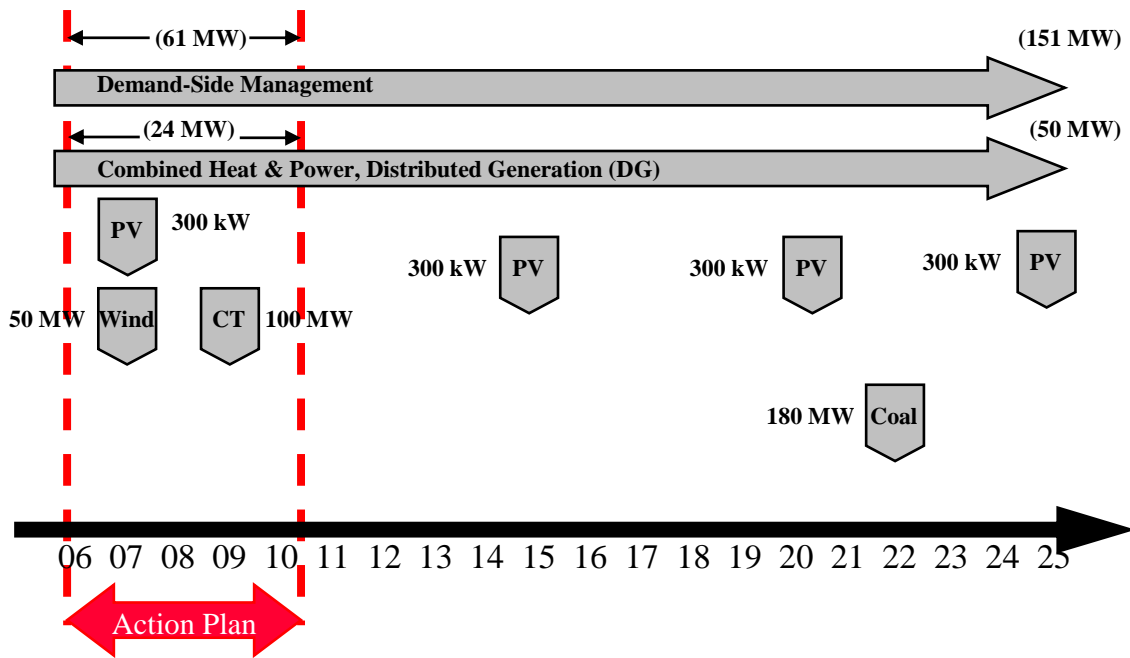 (61 MW) (151 MW)
Demand-Side Management
(24 MW) (50 MW)
Combined Heat & Power, Distributed Generation (DG)
PV 300 kW
300 kW PV
300 kW PV
300 kW PV
50 MW Wind
CT 100 MW
180 MW Coal
06 07 08 09 10 11 12 13 14 15 16 17 18 19 20 21 22 23 24 25
Action Plan